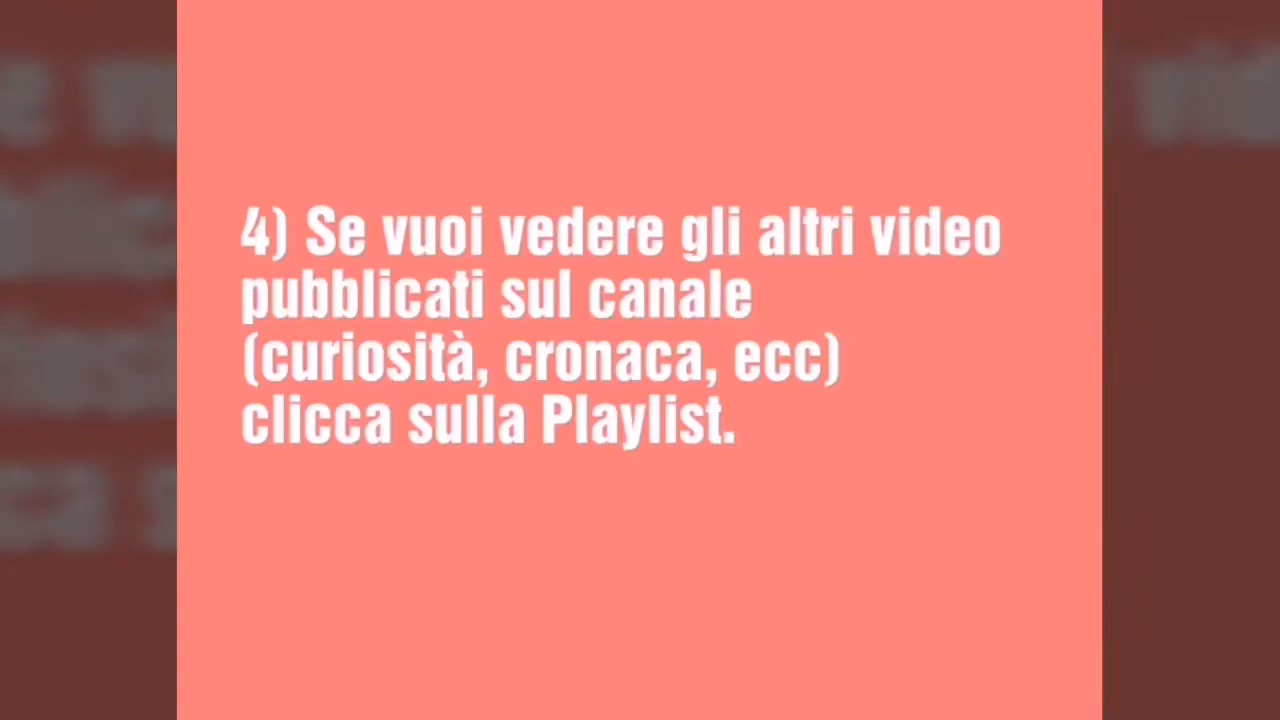 4) Se vuoi vedere gli altri video
pubblicati sul canale
(curiosità, cronaca, ecc)
clicca sulla Playlist.